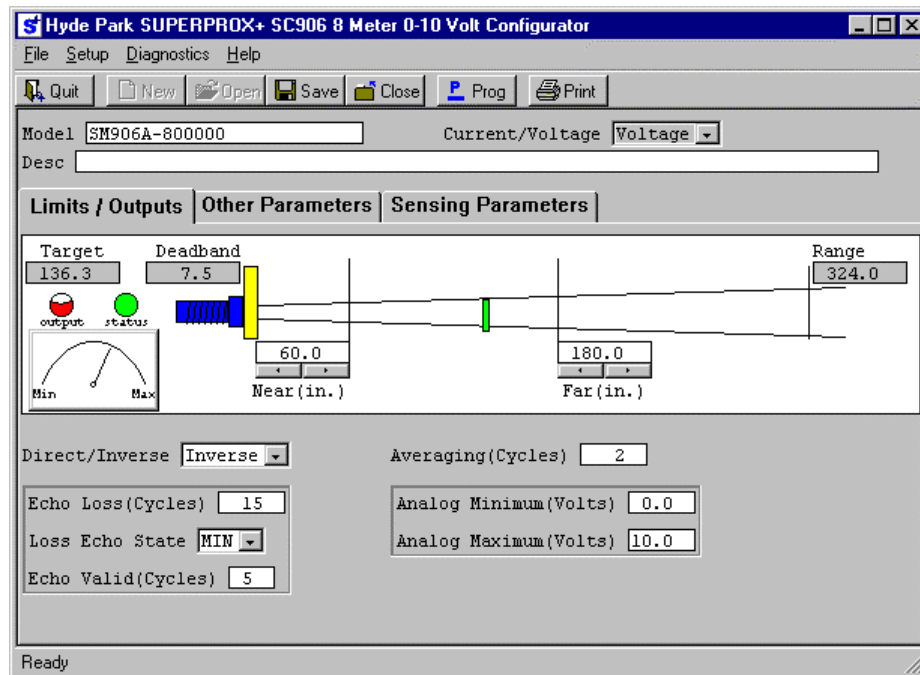 Hyde Park SUPERPROX+ SC906 8 Meter 0-10 Volt Configurator
File Setup Diagnostics Help
Quit New Open Save Close P Prog Print
Model SM906A-800000 Current/Voltage Voltage
Desc
Limits / Outputs Other Parameters Sensing Parameters
Target Deadband Range
136.3 7.5 324.0
output status
60.0 180.0
Min Max Near(in.) Far(in.)
Direct/Inverse Inverse Averaging(Cycles) 2
Echo Loss(Cycles) 15 Analog Minimum(Volts) 0.0
Loss Echo State MIN Analog Maximum(Volts) 10.0
Echo Valid(Cycles) 5
Ready